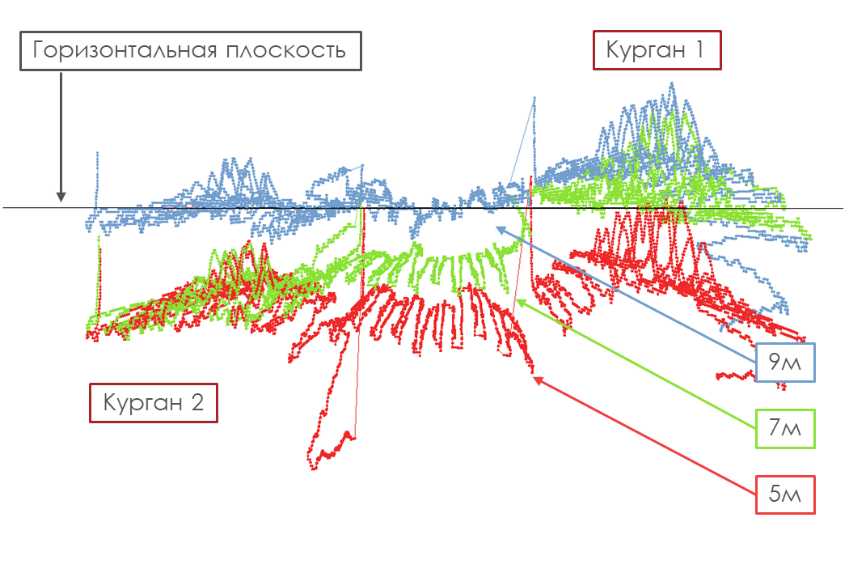 Горизонтальная плоскость
Курган 1
9м
Курган 2
7м
5м